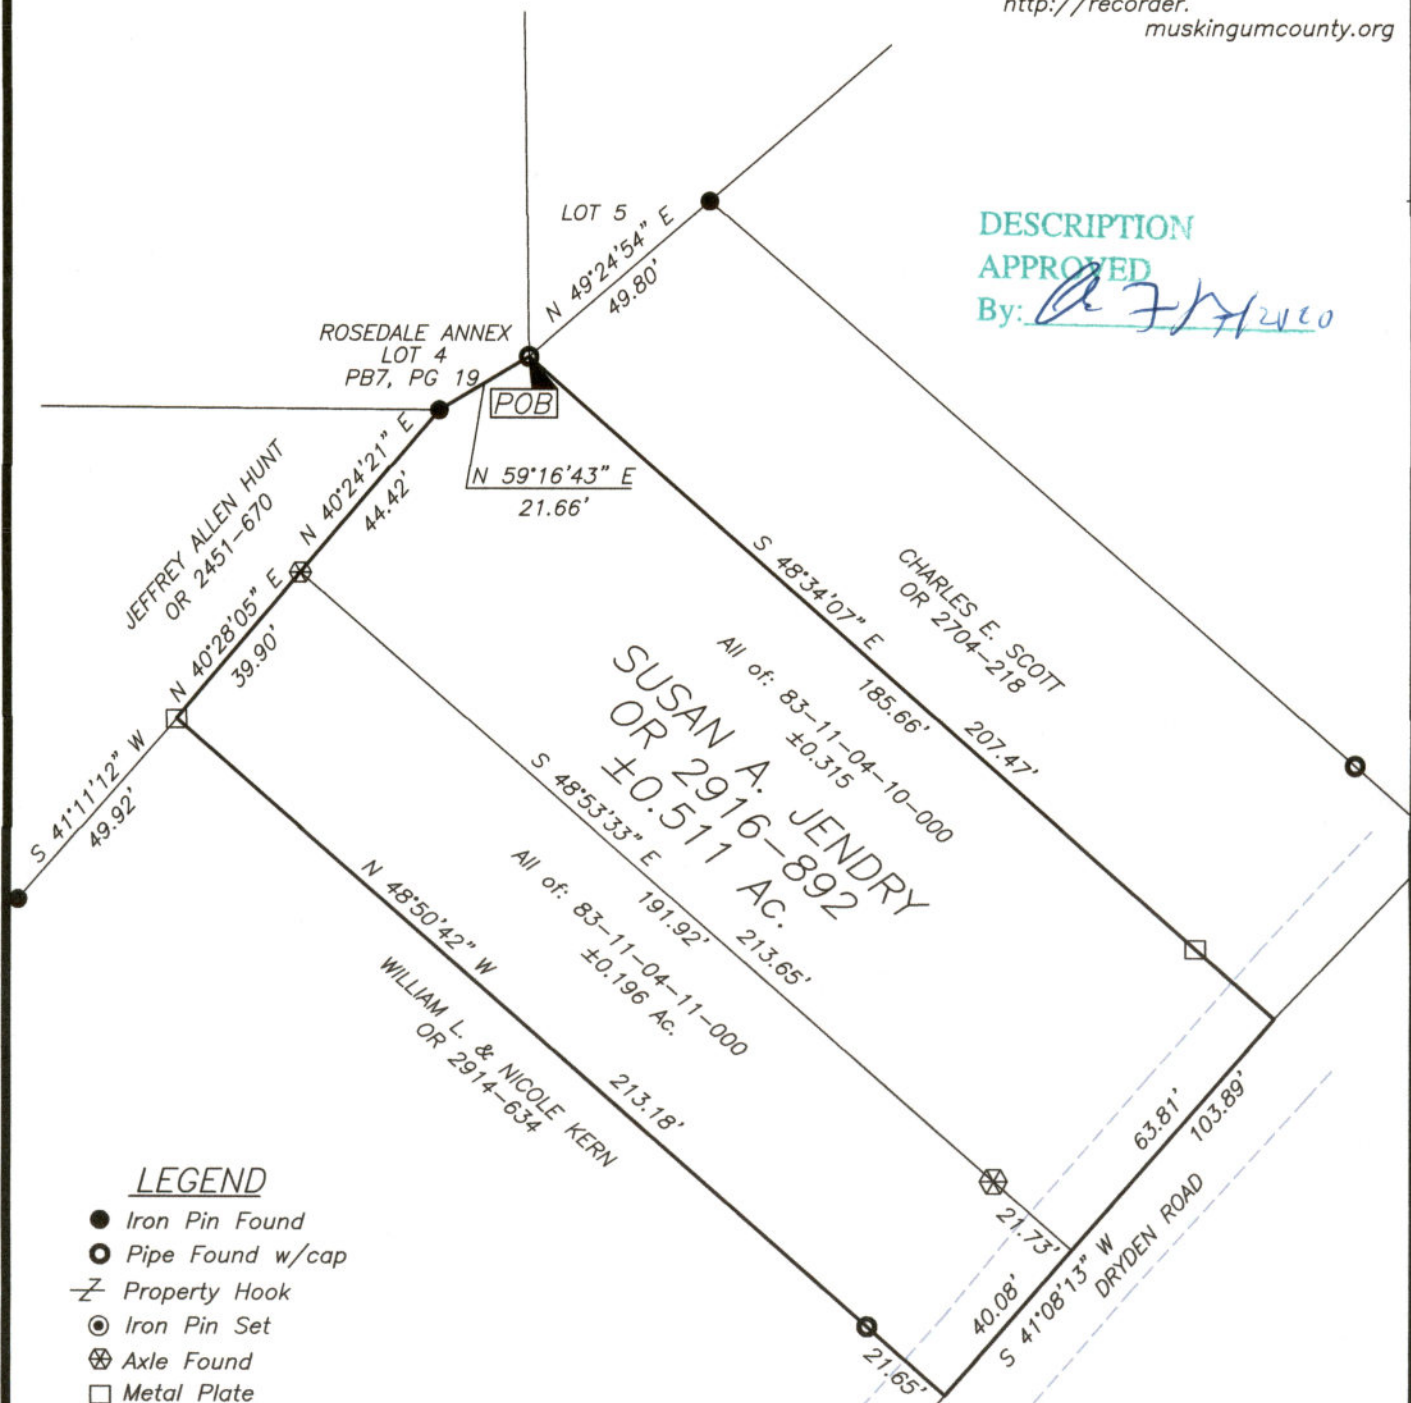 http://recorder.
muskingumcounty.org
LOT 5
N 49°24'54" E
49.80'
DESCRIPTION
APPROVED
By:
ROSEDALE ANNEX
LOT 4
PB7, PG 19
POB
N 59°16'43" E
21.66'
N 40°24'21" E
44.42'
JEFFREY ALLEN HUNT
OR 2451-670
N 40°28'05" E
39.90'
S 41°11'12" W
49.92'
S 48°34'07" E
185.66'
207.47'
CHARLES E. SCOTT
OR 2704-218
All of: 83-11-04-10-000
±0.315
SUSAN A. JENDRY
OR 2916-892
±0.511 Ac.
S 48°53'33" E
191.92'
213.65'
All of: 83-11-04-11-000
±0.196 Ac.
N 48°50'42" W
213.18'
WILLIAM L. & NICOLE KERN
OR 2914-634
63.81'
103.89'
21.73'
40.08'
S 41°08'13" W
DRYDEN ROAD
21.65'
LEGEND
Iron Pin Found
Pipe Found w/cap
Property Hook
Iron Pin Set
Axle Found
Metal Plate